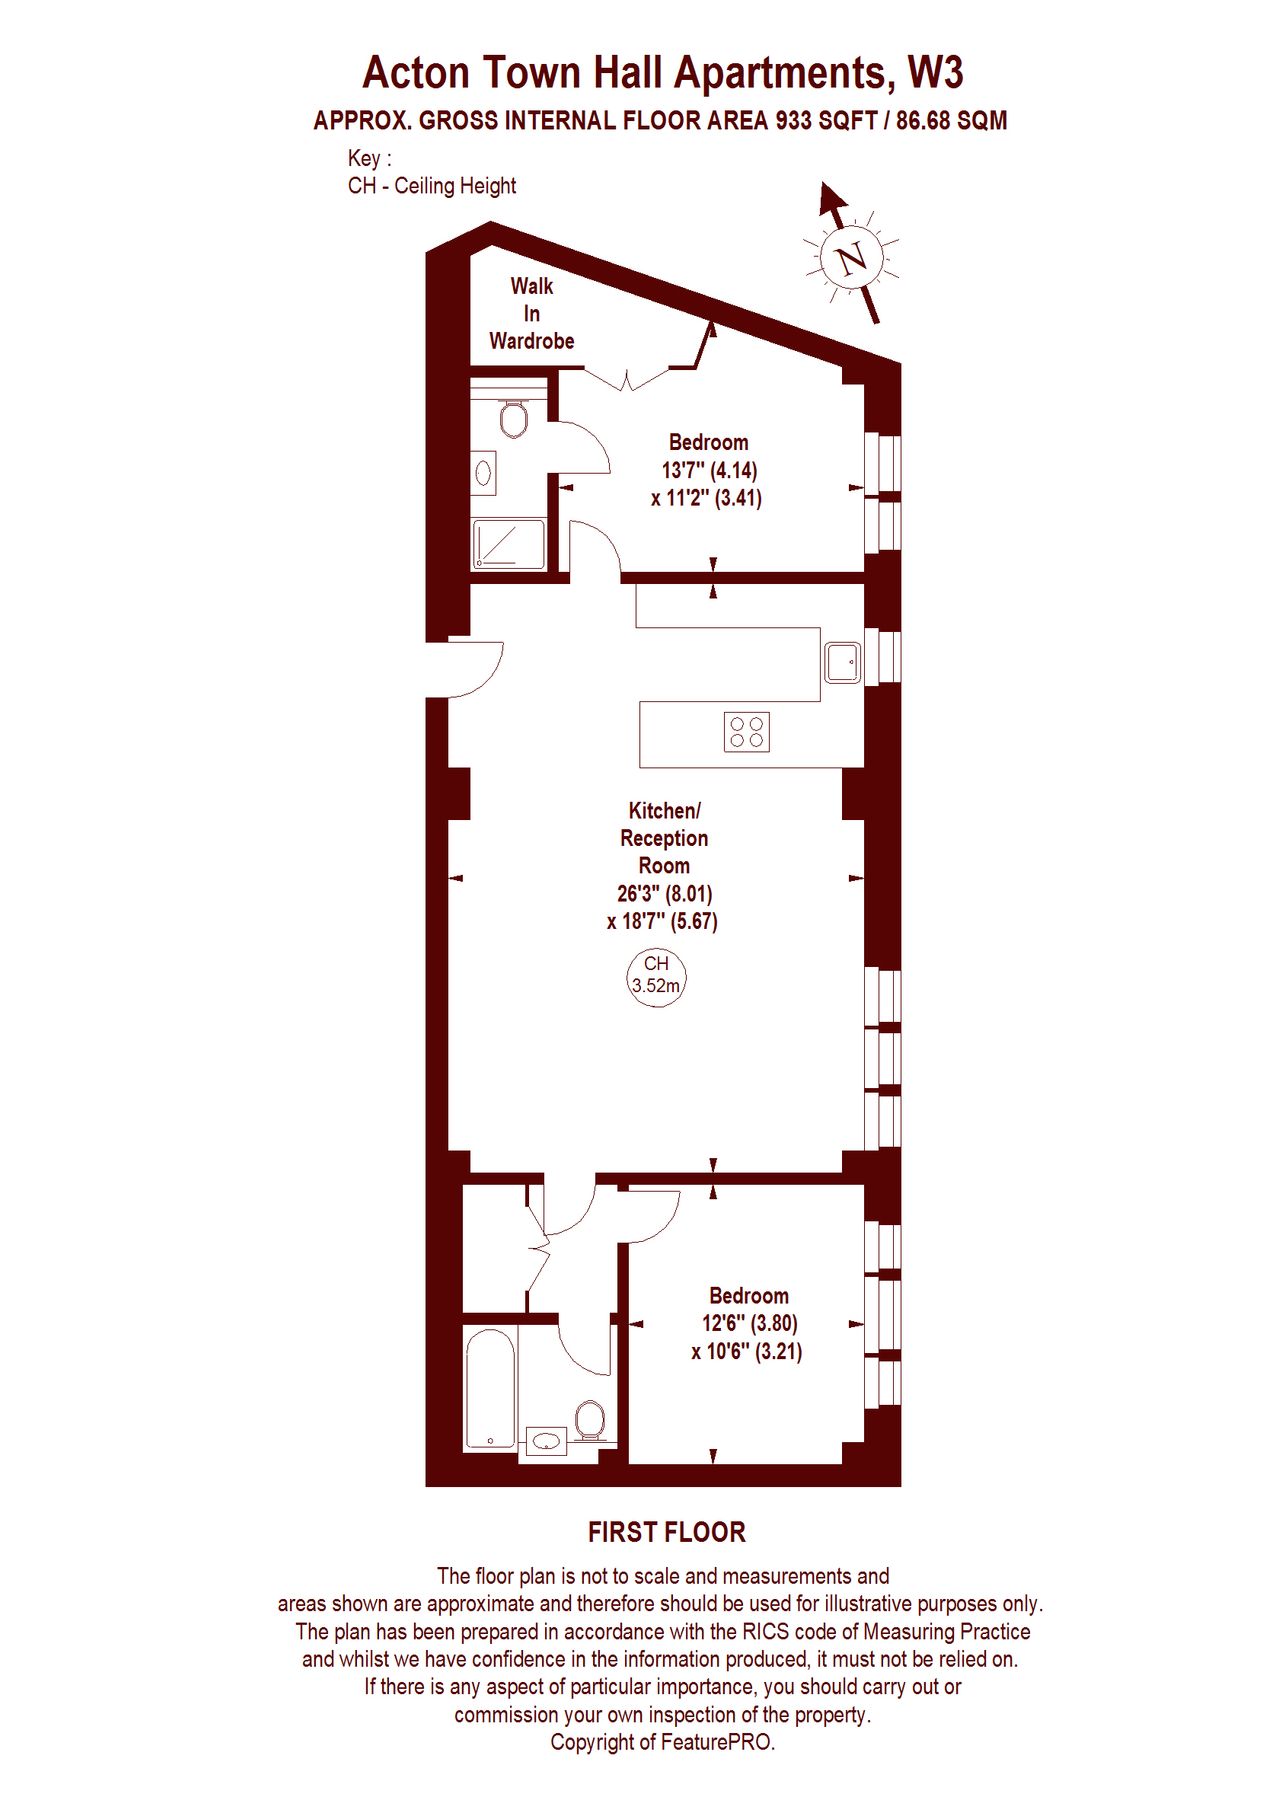 Acton Town Hall Apartments, W3
APPROX. GROSS INTERNAL FLOOR AREA 933 SQFT / 86.68 SQM
Key :
CH - Ceiling Height
N
Walk
In
Wardrobe
Bedroom
13'7" (4.14)
x 11'2" (3.41)
Kitchen/
Reception
Room
26'3" (8.01)
x 18'7" (5.67)
CH
3.52m
Bedroom
12'6" (3.80)
x 10'6" (3.21)
FIRST FLOOR
The floor plan is not to scale and measurements and
areas shown are approximate and therefore should be used for illustrative purposes only.
The plan has been prepared in accordance with the RICS code of Measuring Practice
and whilst we have confidence in the information produced, it must not be relied on.
If there is any aspect of particular importance, you should carry out or
commission your own inspection of the property.
Copyright of FeaturePRO.